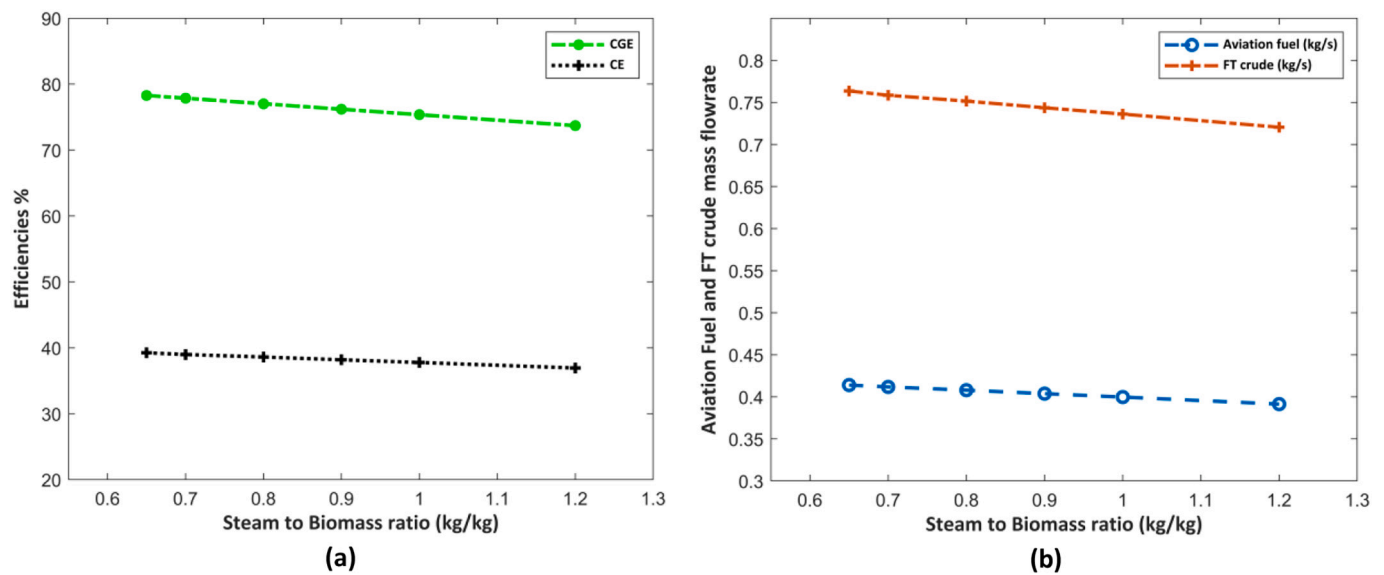 90
80
70
60
50
40
30
20
Efficiencies %
CGE
CE
0.6 0.7 0.8 0.9 1 1.1 1.2 1.3
Steam to Biomass ratio (kg/kg)
(a)
0.8
0.75
0.7
0.65
0.6
0.55
0.5
0.45
0.4
0.35
0.3
Aviation Fuel and FT crude mass flowrate
Aviation fuel (kg/s)
FT crude (kg/s)
0.6 0.7 0.8 0.9 1 1.1 1.2 1.3
Steam to Biomass ratio (kg/kg)
(b)